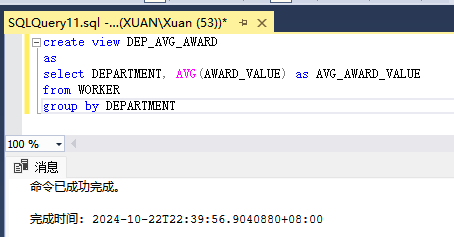 SQLQuery11.sql -...(XUAN\Xuan (53))*
create view DEP_AVG_AWARD
as
select DEPARTMENT, AVG(AWARD_VALUE) as AVG_AWARD_VALUE
from WORKER
group by DEPARTMENT
100 %
消息
命令已成功完成。
完成时间: 2024-10-22T22:39:56.9040880+08:00